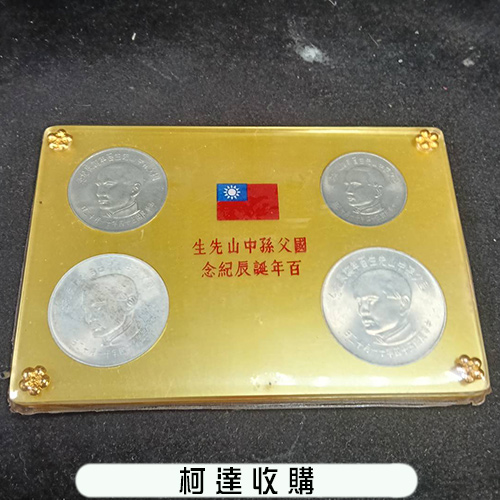 國父孫中山先生
百年誕辰紀念
柯達收購